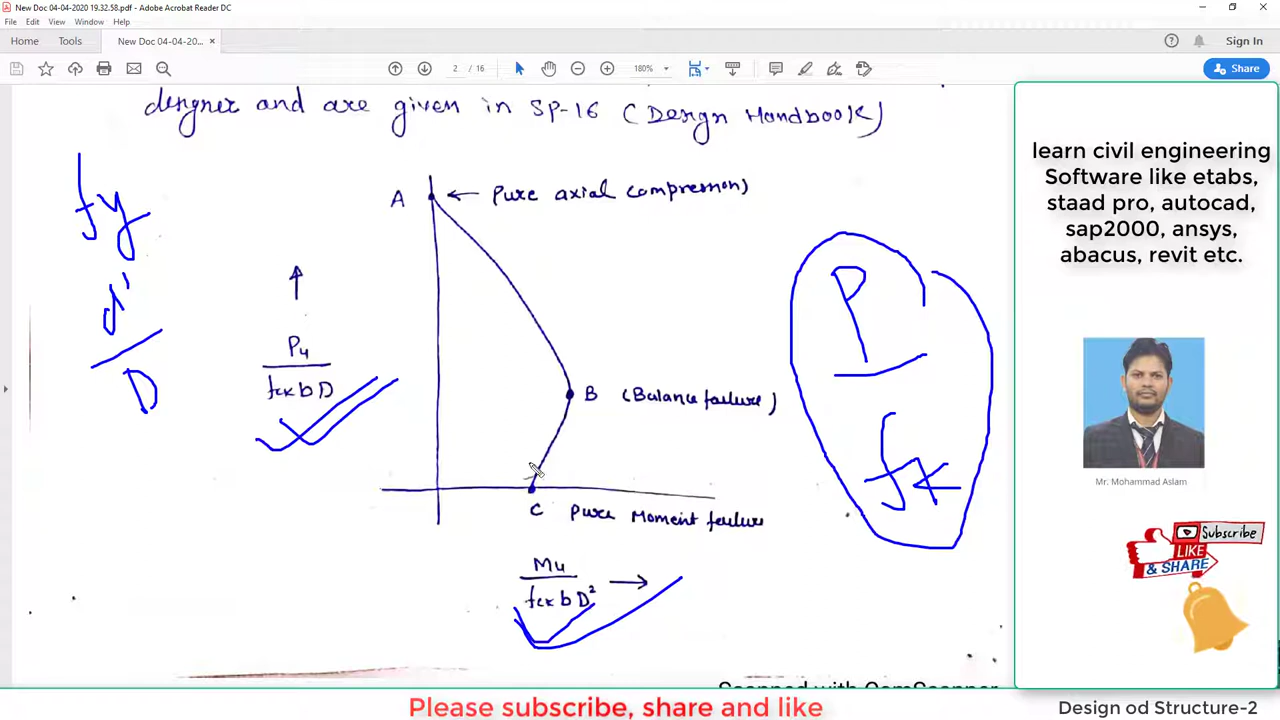 New Doc 04-04-2020 19.32.58.pdf - Adobe Acrobat Reader DC
File Edit View Window Help
Home Tools New Doc 04-04-20... × Sign In
2 / 16 180% Share
designer and are given in SP-16 (Design Handbook)
A ← Pure axial compression)
fy
d'
D
Pu
fck b D
B (Balance failure)
P
fck
C Pure Moment failure
Mu
fck b D²
learn civil engineering
Software like etabs,
staad pro, autocad,
sap2000, ansys,
abacus, revit etc.
Mr. Mohammad Aslam
Subscribe
LIKE
& SHARE
Scanned with CamScanner
Please subscribe, share and like
Design od Structure-2